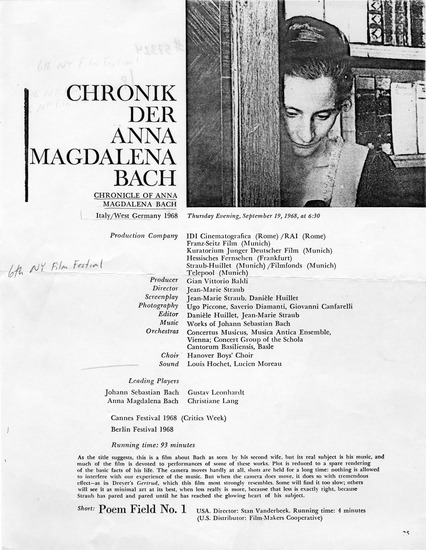 6th NY Film Festival
CHRONIK
DER
ANNA
MAGDALENA
BACH
CHRONICLE OF ANNA
MAGDALENA BACH
Italy/West Germany 1968 Thursday Evening, September 19, 1968, at 6:30
Production Company IDI Cinematografica (Rome) /RAI (Rome)
Franz-Seitz Film (Munich)
Kuratorium Junger Deutscher Film (Munich)
Hessisches Fernsehen (Frankfurt)
Straub-Huillet (Munich) /Filmfonds (Munich)
Telepool (Munich)
6th NY Film Festival
Producer Gian Vittorio Baldi
Director Jean-Marie Straub
Screenplay Jean-Marie Straub, Danièle Huillet
Photography Ugo Piccone, Saverio Diamanti, Giovanni Canfarelli
Editor Danièle Huillet, Jean-Marie Straub
Music Works of Johann Sebastian Bach
Orchestras Concertus Musicus, Musica Antica Ensemble,
Vienna; Concert Group of the Schola
Cantorum Basiliensis, Basle
Choir Hanover Boys' Choir
Sound Louis Hochet, Lucien Moreau
Leading Players
Johann Sebastian Bach Gustav Leonhardt
Anna Magdalena Bach Christiane Lang
Cannes Festival 1968 (Critics Week)
Berlin Festival 1968
Running time: 93 minutes
As the title suggests, this is a film about Bach as seen by his second wife, but its real subject is his music, and
much of the film is devoted to performances of some of these works. Plot is reduced to a spare rendering
of the basic facts of his life. The camera moves hardly at all, shots are held for a long time: nothing is allowed
to interfere with our experience of the music. But when the camera does move, it does so with tremendous
effect—as in Dreyer's Gertrud, which this film most strongly resembles. Some will find it too slow; others
will see it as minimal art at its best, when less really is more, because that less is exactly right, because
Straub has pared and pared until he has reached the glowing heart of his subject.
Short: Poem Field No. 1 USA. Director: Stan Vanderbeek. Running time: 4 minutes
(U.S. Distributor: Film-Makers Cooperative)